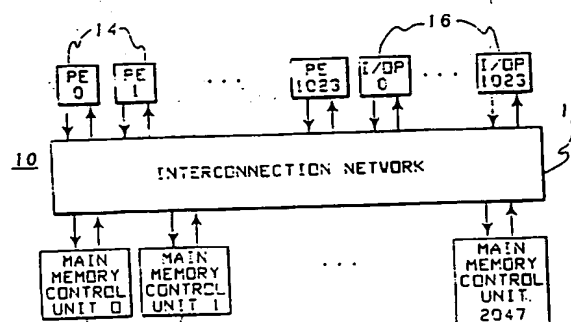 14
16
PE
0
PE
1
...
PE
1023
I/OP
0
...
I/OP
1023
10
INTERCONNECTION NETWORK
MAIN
MEMORY
CONTROL
UNIT 0
MAIN
MEMORY
CONTROL
UNIT 1
...
MAIN
MEMORY
CONTROL
UNIT.
2047